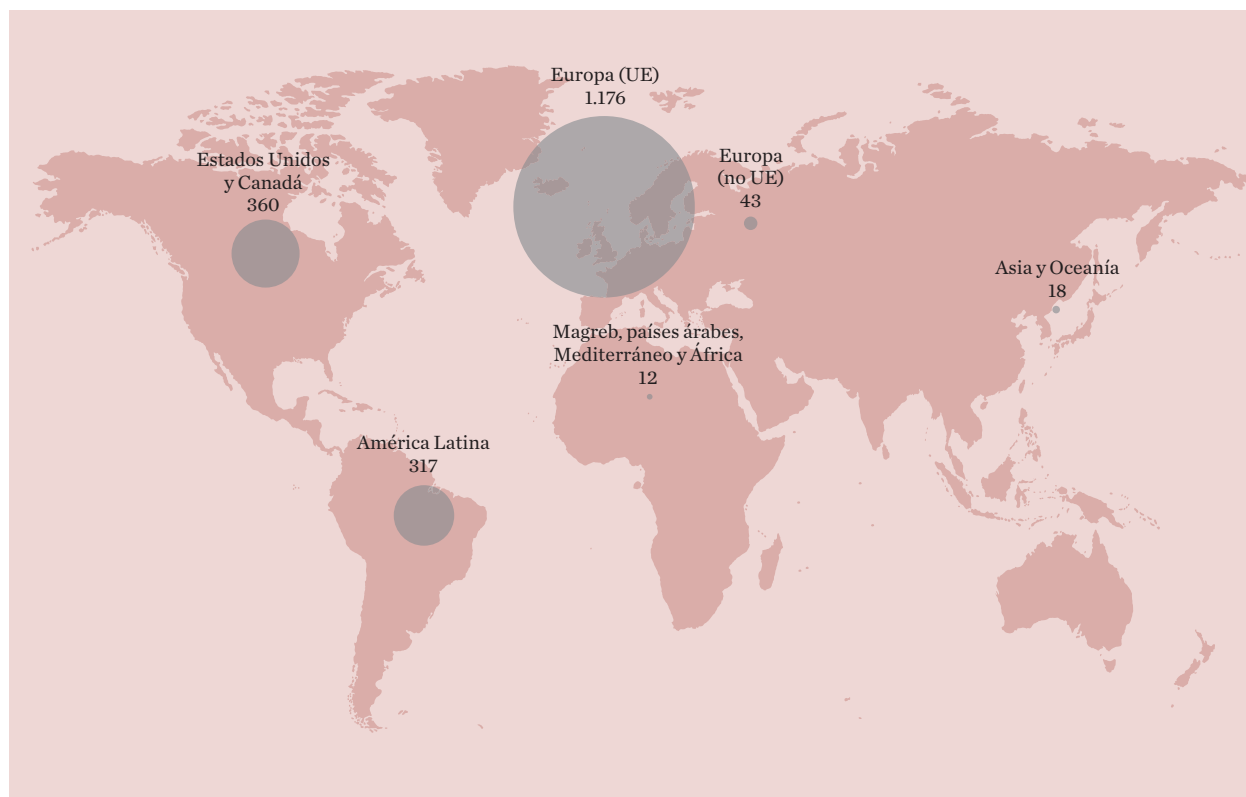 Europa (UE)
1.176
Estados Unidos
y Canadá
360
Europa
(no UE)
43
Asia y Oceanía
18
Magreb, países árabes,
Mediterráneo y África
12
América Latina
317